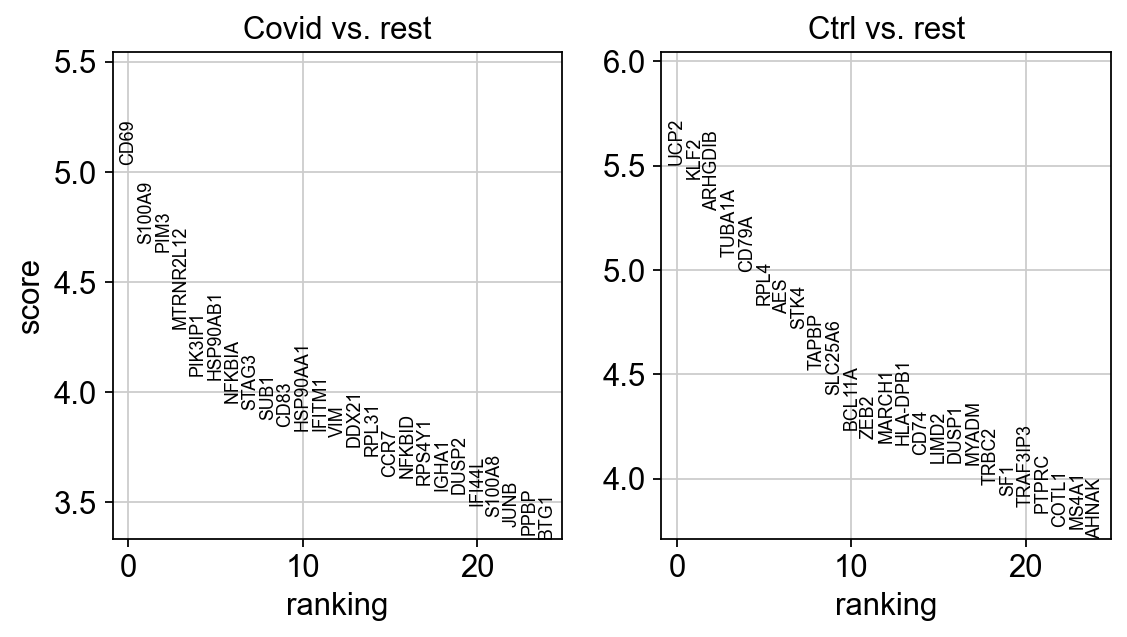 Covid vs. rest
5.5
5.0
4.5
4.0
3.5
score
CD69
S100A9
PIM3
MTRNR2L12
PIK3IP1
HSP90AB1
NFKBIA
STAG3
SUB1
CD83
HSP90AA1
IFITM1
VIM
DDX21
RPL31
CCR7
NFKBID
RPS4Y1
IGHA1
DUSP2
IFI44L
S100A8
JUNB
PPBP
BTG1
0 10 20
ranking
Ctrl vs. rest
6.0
5.5
5.0
4.5
4.0
UCP2
KLF2
ARHGDIB
TUBA1A
CD79A
RPL4
AES
STK4
TAPBP
SLC25A6
BCL11A
ZEB2
MARCH1
HLA-DPB1
CD74
LIMD2
DUSP1
MYADM
TRBC2
SF1
TRAF3IP3
PTPRC
COTL1
MS4A1
AHNAK
0 10 20
ranking